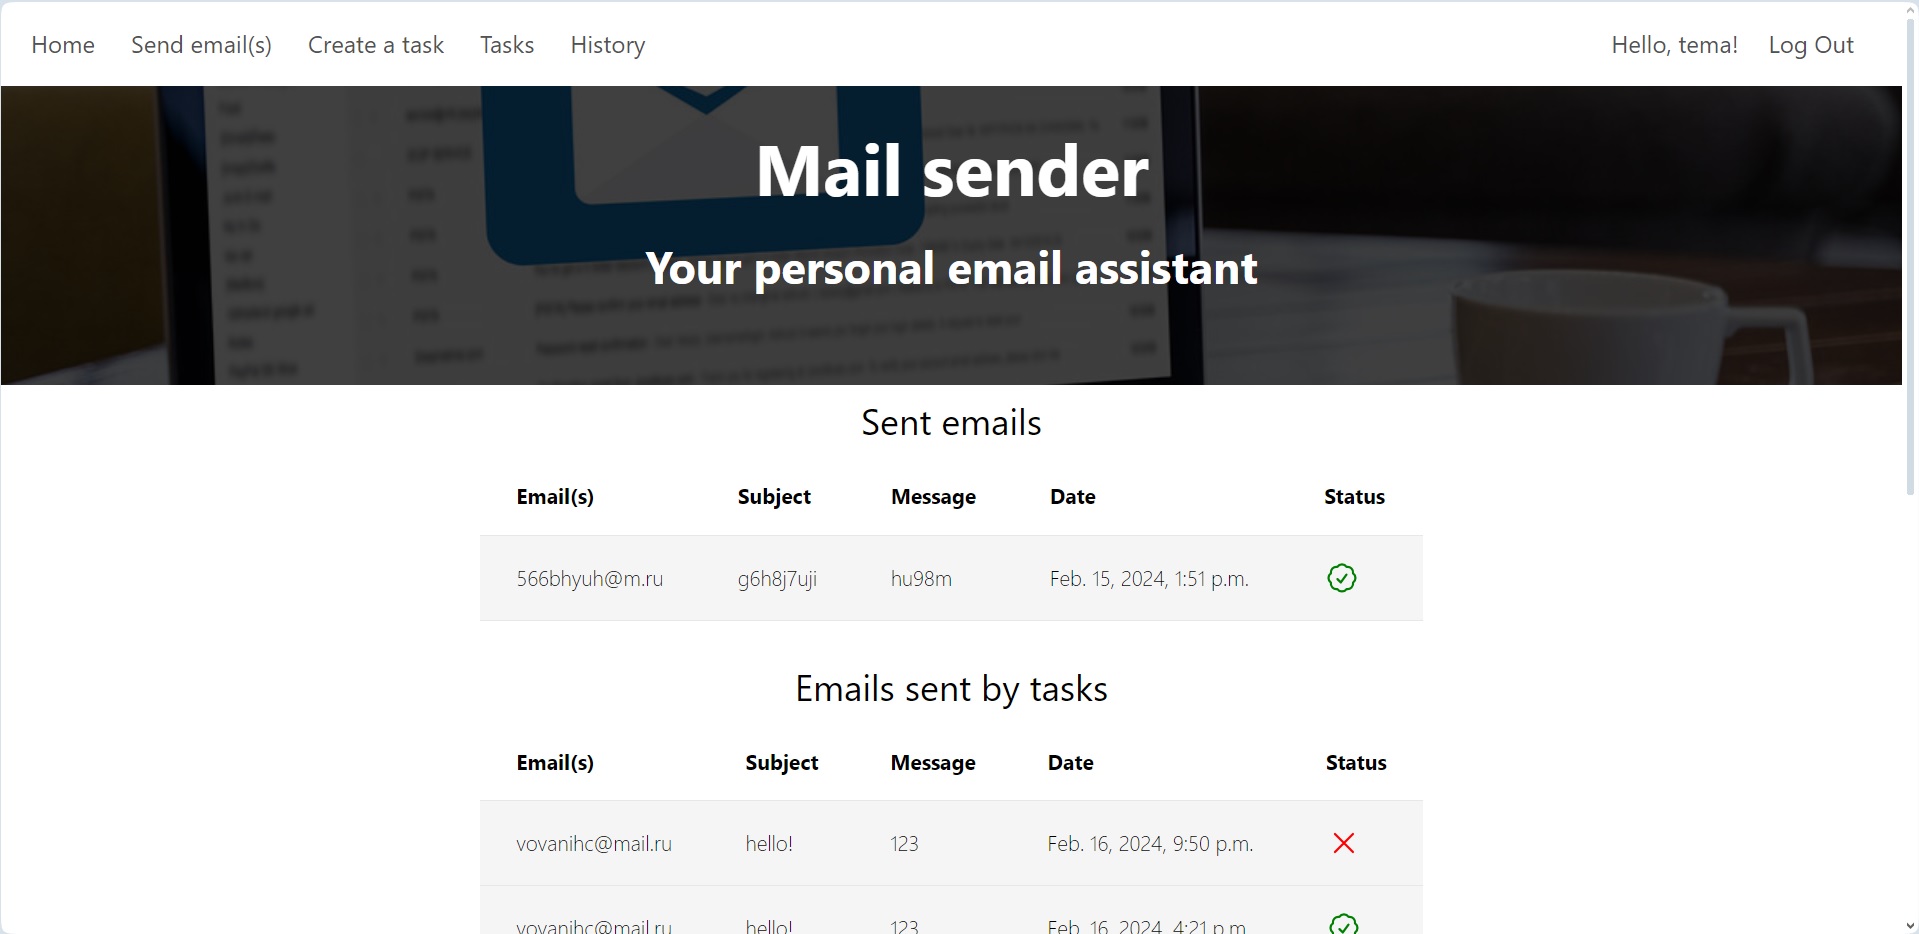 Home Send email(s) Create a task Tasks History Hello, tema! Log Out
Mail sender
Your personal email assistant
Sent emails
Email(s) Subject Message Date Status
566bhyuh@m.ru g6h8j7uji hu98m Feb. 15, 2024, 1:51 p.m.
Emails sent by tasks
Email(s) Subject Message Date Status
vovanihc@mail.ru hello! 123 Feb. 16, 2024, 9:50 p.m.
vovanihc@mail.ru hello! 123 Feb. 16, 2024, 4:21 p.m.